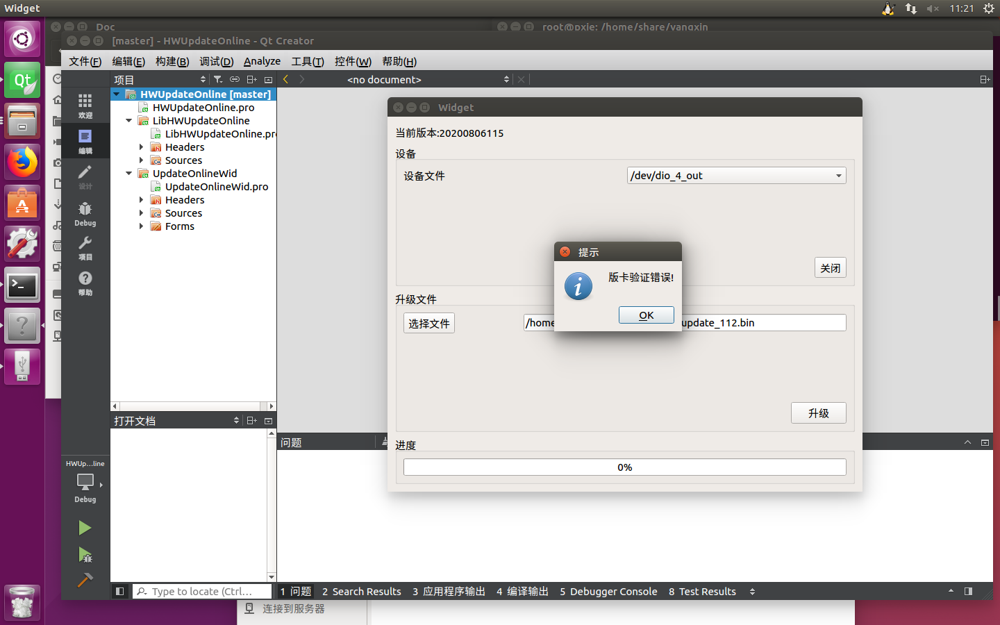 Widget
11:21
Doc
root@pxie: /home/share/yangxin
[master] - HWUpdateOnline - Qt Creator
文件(F) 编辑(E) 构建(B) 调试(D) Analyze 工具(T) 控件(W) 帮助(H)
项目
<no document>
欢迎
编辑
设计
Debug
项目
帮助
HWUpdateOnline [master]
HWUpdateOnline.pro
LibHWUpdateOnline
LibHWUpdateOnline.pr
Headers
Sources
UpdateOnlineWid
UpdateOnlineWid.pro
Headers
Sources
Forms
Widget
当前版本:20200806115
设备
设备文件
/dev/dio_4_out
关闭
提示
版卡验证错误!
OK
升级文件
选择文件
/home
update_112.bin
升级
进度
0%
打开文档
问题
HWUp...line
Debug
Type to locate (Ctrl...
1 问题
2 Search Results
3 应用程序输出
4 编译输出
5 Debugger Console
8 Test Results
连接到服务器